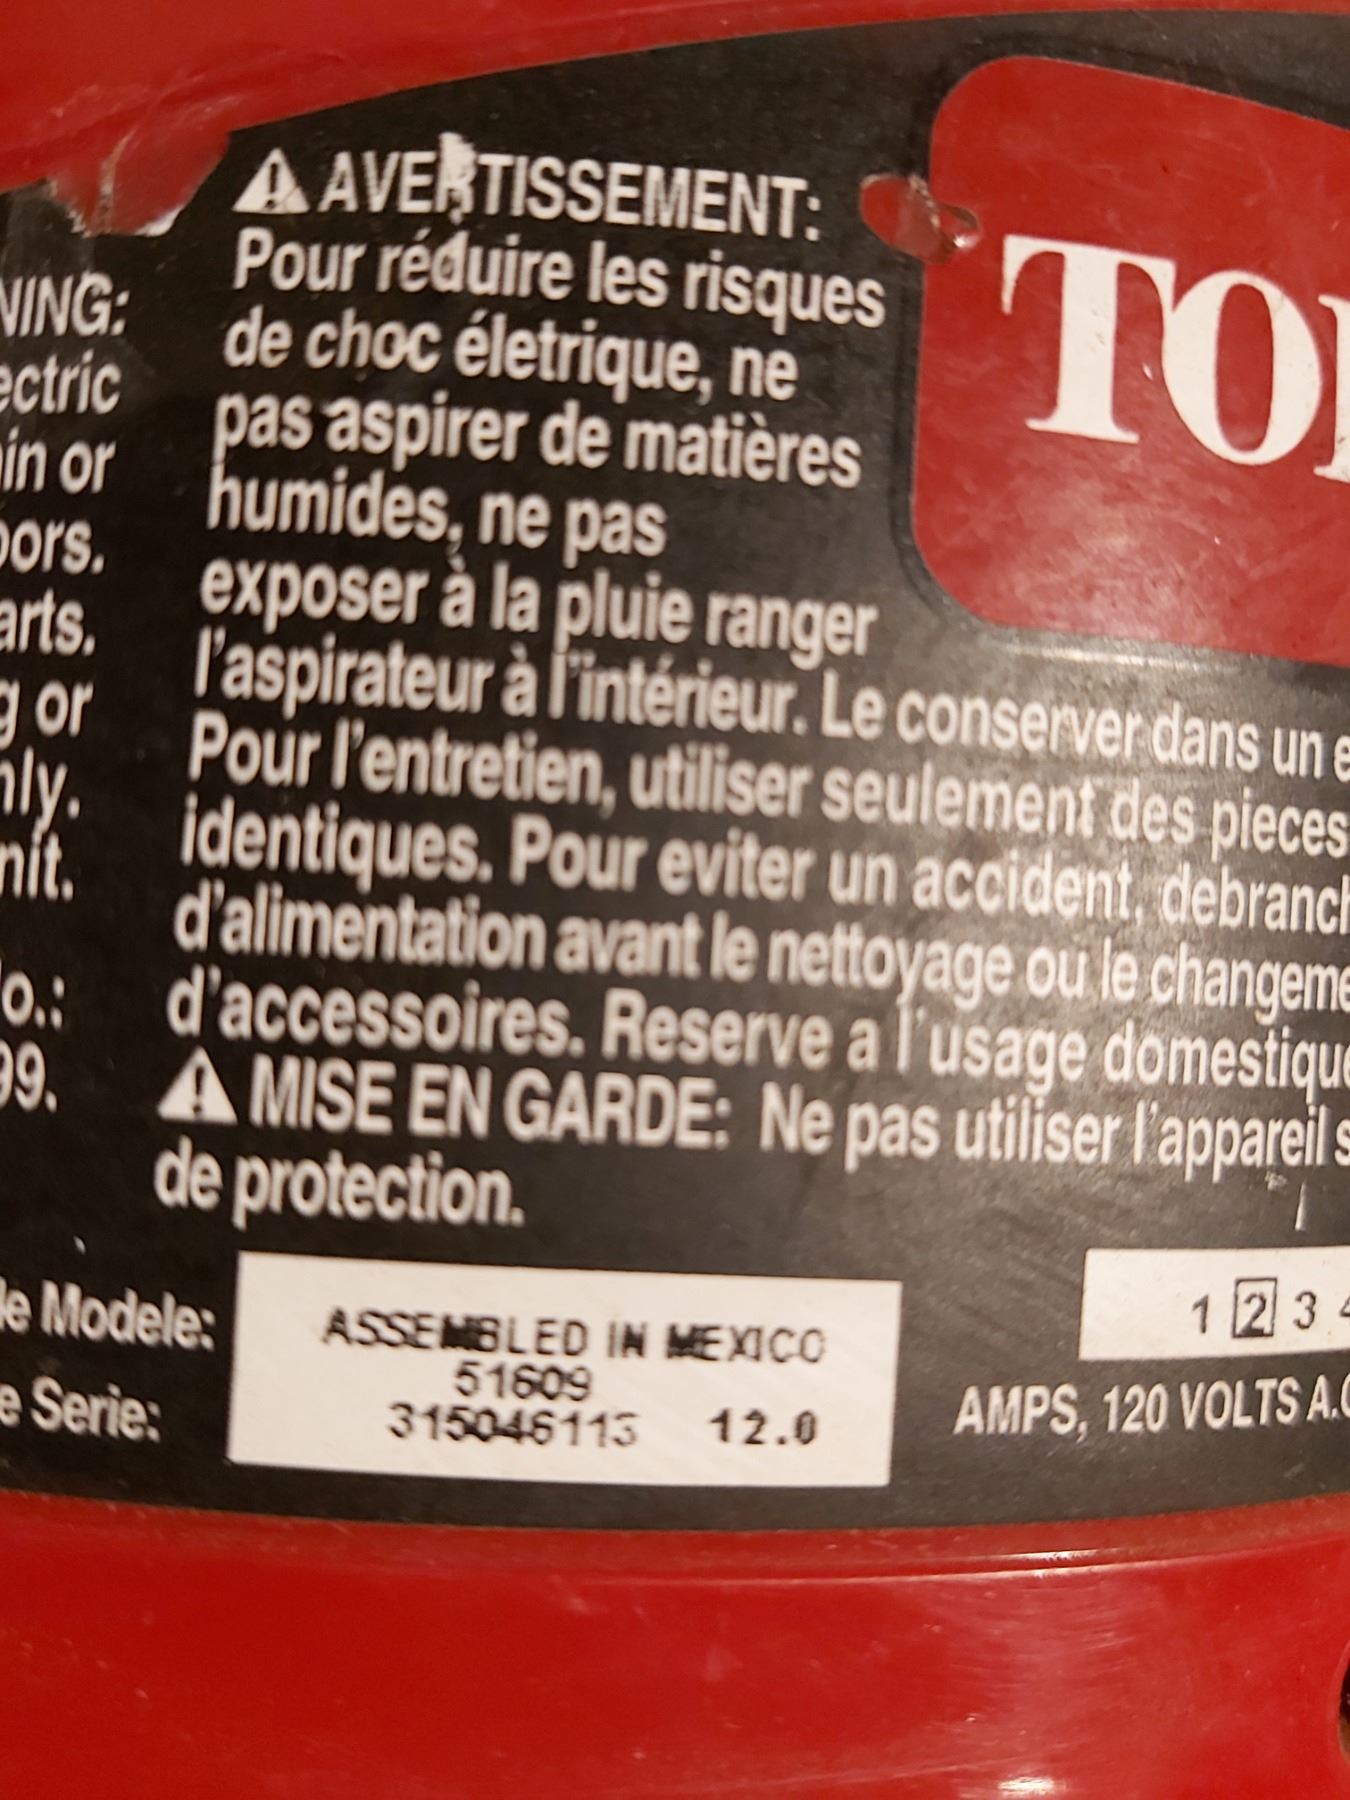 AVERTISSEMENT:
Pour réduire les risques
de choc életrique, ne
pas aspirer de matières
humides, ne pas
exposer à la pluie ranger
l'aspirateur à l'intérieur. Le conserver dans un e
Pour l'entretien, utiliser seulement des pieces
identiques. Pour eviter un accident, debranch
d'alimentation avant le nettoyage ou le changeme
d'accessoires. Reserve a l'usage domestique
MISE EN GARDE: Ne pas utiliser l'appareil s
de protection.
NING:
ectric
in or
oors.
arts.
g or
nly.
nit.
o.:
99.
TO
le Modele:
e Serie:
ASSEMBLED IN MEXICO
51609
315046115 12.0
1 2 3 4
AMPS, 120 VOLTS A.C